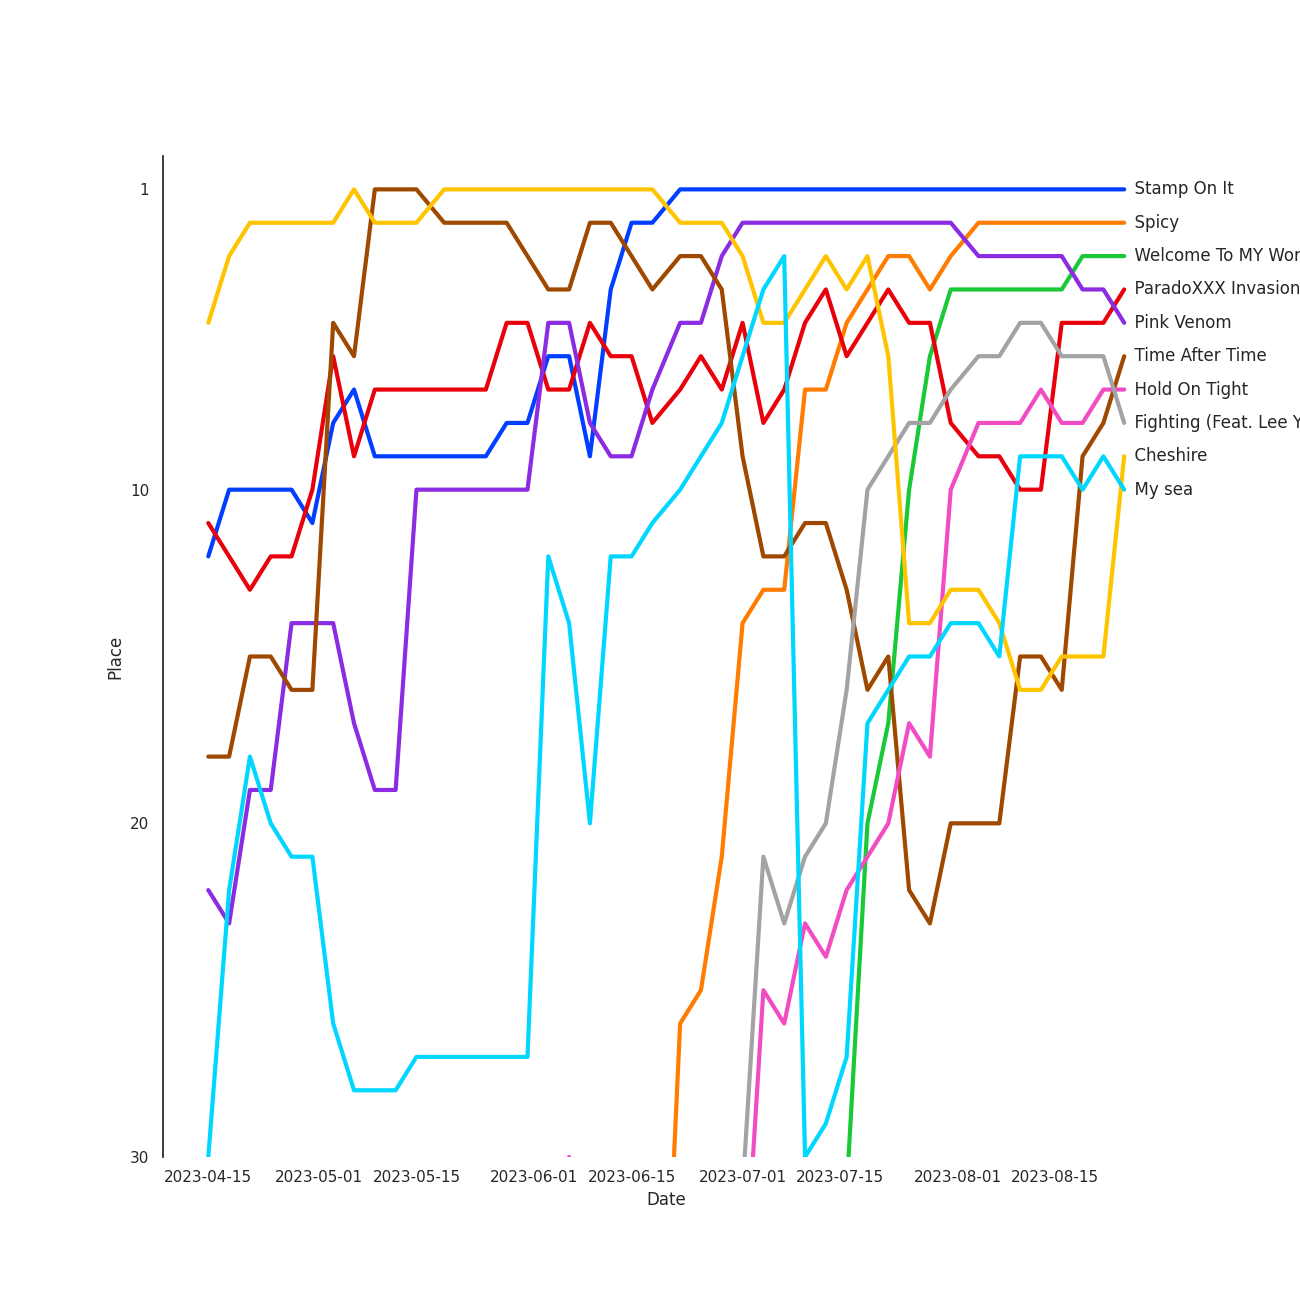 1
10
20
30
Place
2023-04-15 2023-05-01 2023-05-15 2023-06-01 2023-06-15 2023-07-01 2023-07-15 2023-08-01 2023-08-15
Date
Stamp On It
Spicy
Welcome To MY Wor
ParadoXXX Invasion
Pink Venom
Time After Time
Hold On Tight
Fighting (Feat. Lee Y
Cheshire
My sea